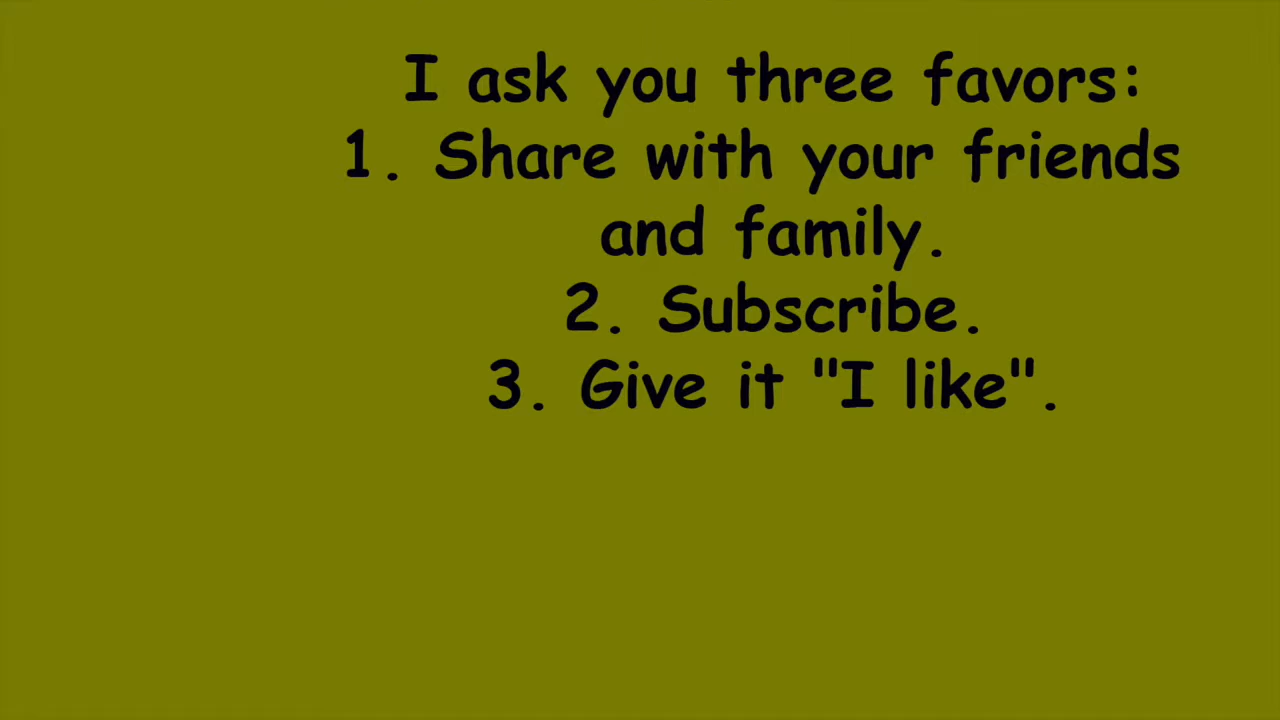 I ask you three favors:
1. Share with your friends
and family.
2. Subscribe.
3. Give it "I like".